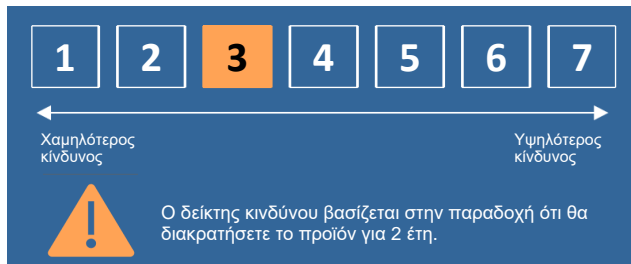 1 2 3 4 5 6 7
Χαμηλότερος
κίνδυνος
Υψηλότερος
κίνδυνος
Ο δείκτης κινδύνου βασίζεται στην παραδοχή ότι θα
διακρατήσετε το προϊόν για 2 έτη.